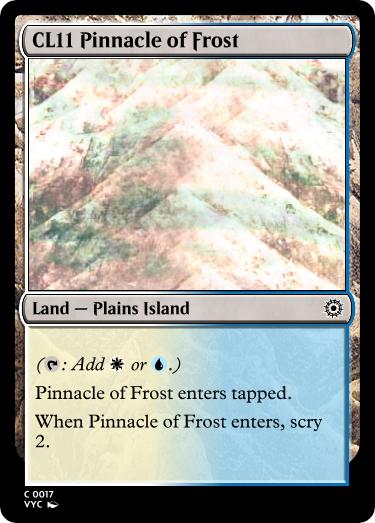 CL11 Pinnacle of Frost
Land — Plains Island
(: Add or .)
Pinnacle of Frost enters tapped.
When Pinnacle of Frost enters, scry
2.
C 0017
VYC